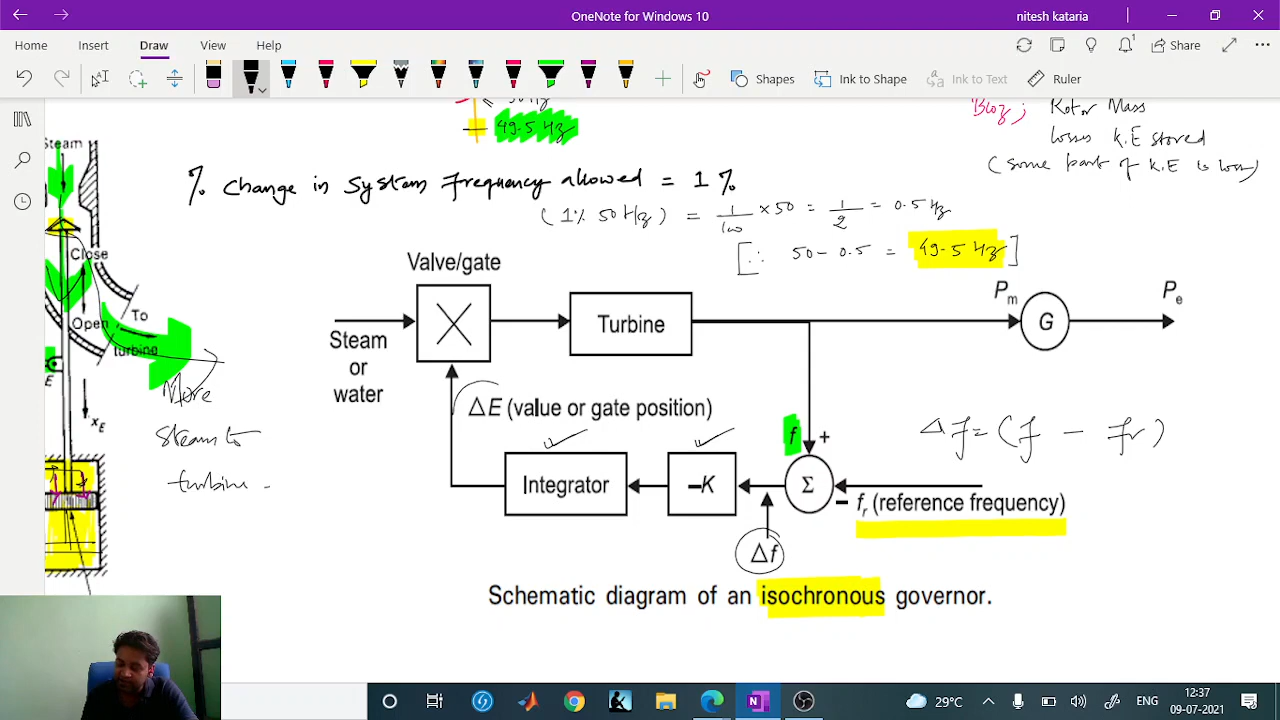 OneNote for Windows 10
nitesh kataria
Home Insert Draw View Help
Share
Shapes
Ink to Shape
Ink to Text
Ruler
50 Hz
49.5 Hz
Rotor Mass
losses K.E stored
(Some part of K.E is low)
% Change in System frequency allowed = 1 %
(1% 50 Hz) = 1/100 × 50 = 1/2 = 0.5 Hz
[∴ 50 - 0.5 = 49.5 Hz]
Steam
Close
Open
To
turbine
E
xE
More
Steam to
turbine
Valve/gate
Steam
or
water
Turbine
Pm
G
Pe
ΔE (value or gate position)
f +
Δf = (f - fr)
Integrator
–K
Σ
– fr (reference frequency)
Δf
Schematic diagram of an isochronous governor.
29°C
ENG
12:37
09-07-2021